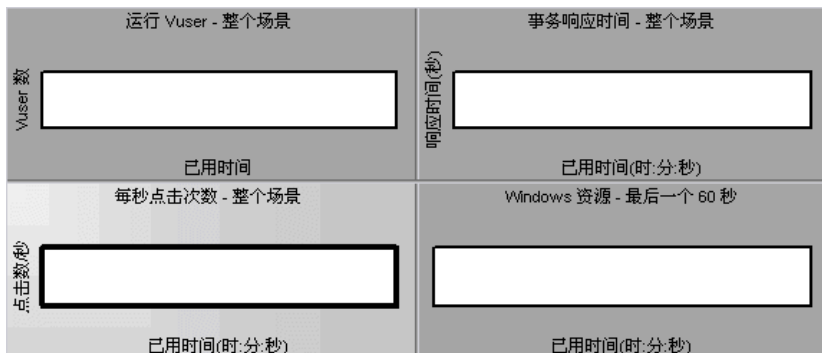 运行 Vuser - 整个场景
事务响应时间 - 整个场景
Vuser 数
响应时间(秒)
已用时间
已用时间(时:分:秒)
每秒点击次数 - 整个场景
Windows 资源 - 最后一个 60 秒
点击数/秒
已用时间(时:分:秒)
已用时间(时:分:秒)